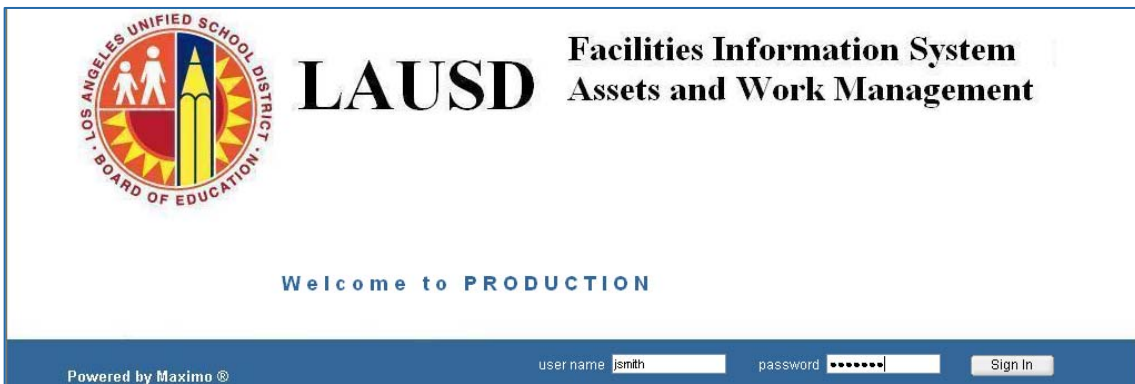 LOS ANGELES UNIFIED SCHOOL DISTRICT
BOARD OF EDUCATION
LAUSD
Facilities Information System
Assets and Work Management
Welcome to PRODUCTION
user name jsmith password •••••••
Sign In
Powered by Maximo ®